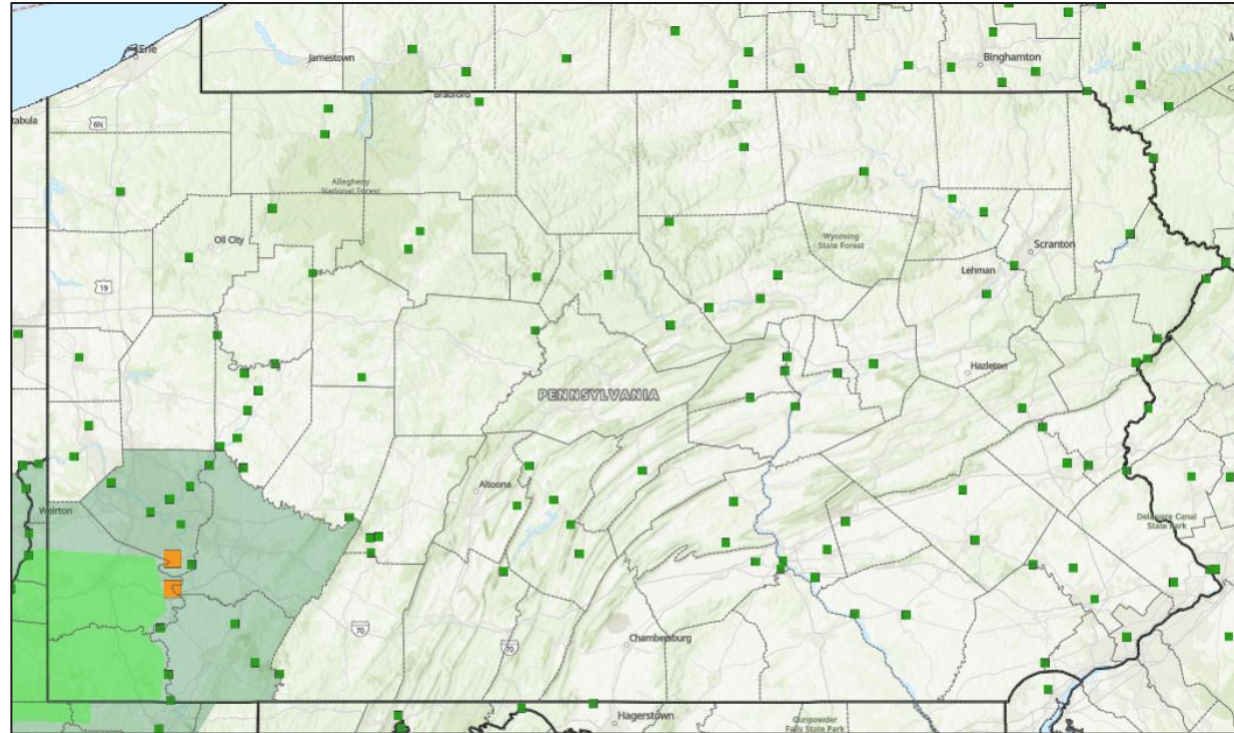 Erie
Jamestown
Binghamton
Bradford
tabula
6N
Allegheny
National Forest
Oil City
Wyoming
State Forest
Scranton
Lehman
19
Hazleton
PENNSYLVANIA
Altoona
Weirton
Delaware Canal
State Park
70
70
Chambersburg
Hagerstown
Gunpowder
Falls State Park